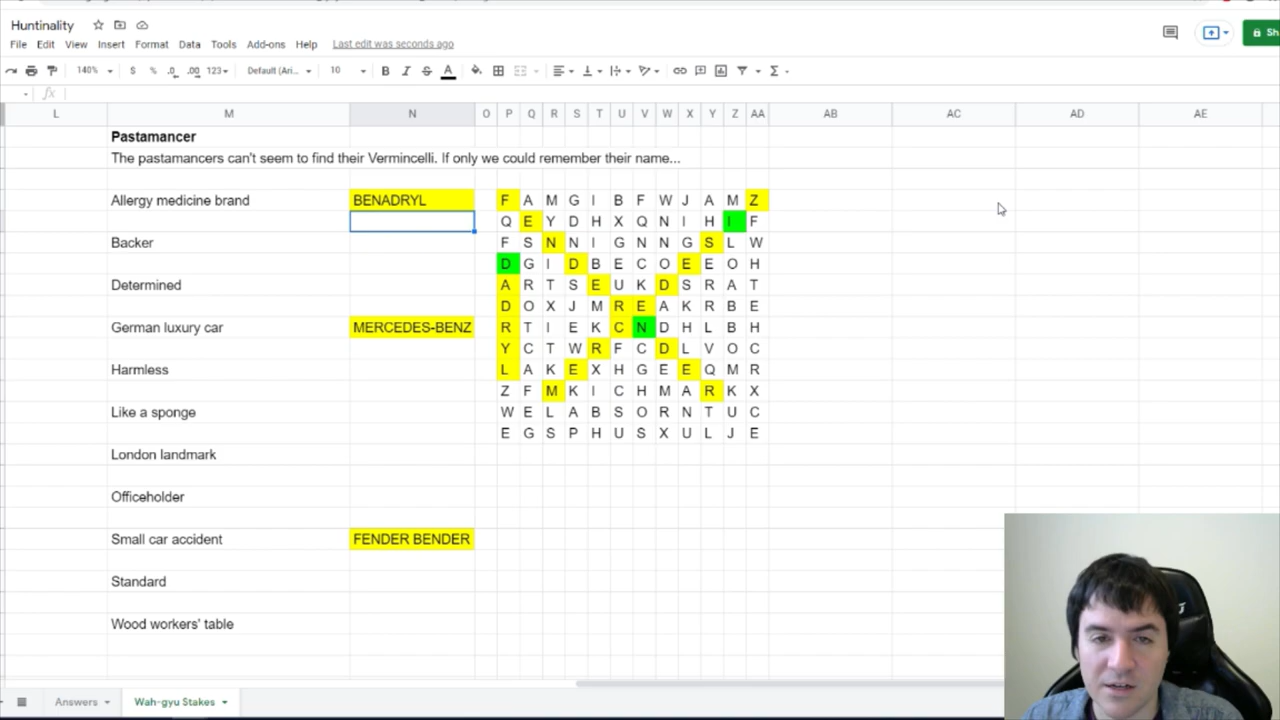 Huntinality
File Edit View Insert Format Data Tools Add-ons Help Last edit was seconds ago
140% $ % .0 .00 123 Default (Ari... 10 B I S A
fx
L M N O P Q R S T U V W X Y Z AA AB AC AD AE
Pastamancer
The pastamancers can't seem to find their Vermincelli. If only we could remember their name...
Allergy medicine brand BENADRYL F A M G I B F W J A M Z
Q E Y D H X Q N I H I F
Backer F S N N I G N N G S L W
D G I D B E C O E E O H
Determined A R T S E U K D S R A T
D O X J M R E A K R B E
German luxury car MERCEDES-BENZ R T I E K C N D H L B H
Y C T W R F C D L V O C
Harmless L A K E X H G E E Q M R
Z F M K I C H M A R K X
Like a sponge W E L A B S O R N T U C
E G S P H U S X U L J E
London landmark
Officeholder
Small car accident FENDER BENDER
Standard
Wood workers' table
Answers Wah-gyu Stakes